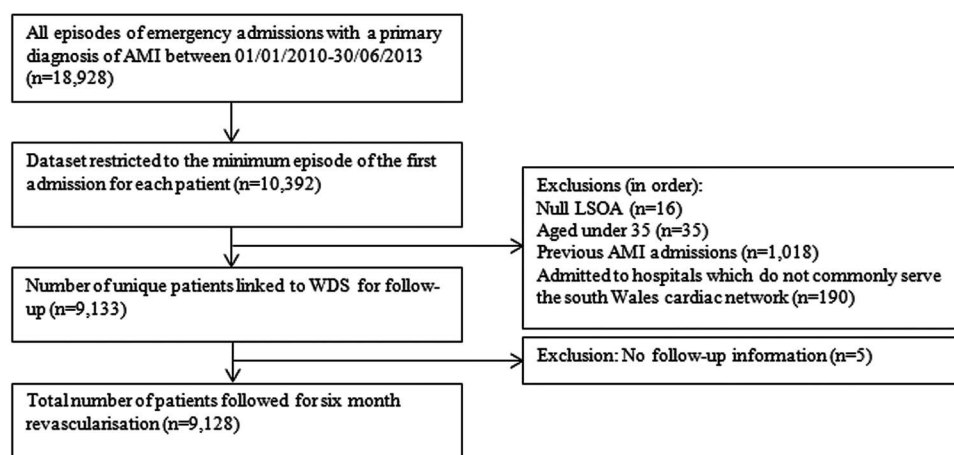 All episodes of emergency admissions with a primary
diagnosis of AMI between 01/01/2010-30/06/2013
(n=18,928)
Dataset restricted to the minimum episode of the first
admission for each patient (n=10,392)
Exclusions (in order):
Null LSOA (n=16)
Aged under 35 (n=35)
Previous AMI admissions (n=1,018)
Admitted to hospitals which do not commonly serve
the south Wales cardiac network (n=190)
Number of unique patients linked to WDS for follow-
up (n=9,133)
Exclusion: No follow-up information (n=5)
Total number of patients followed for six month
revascularisation (n=9,128)